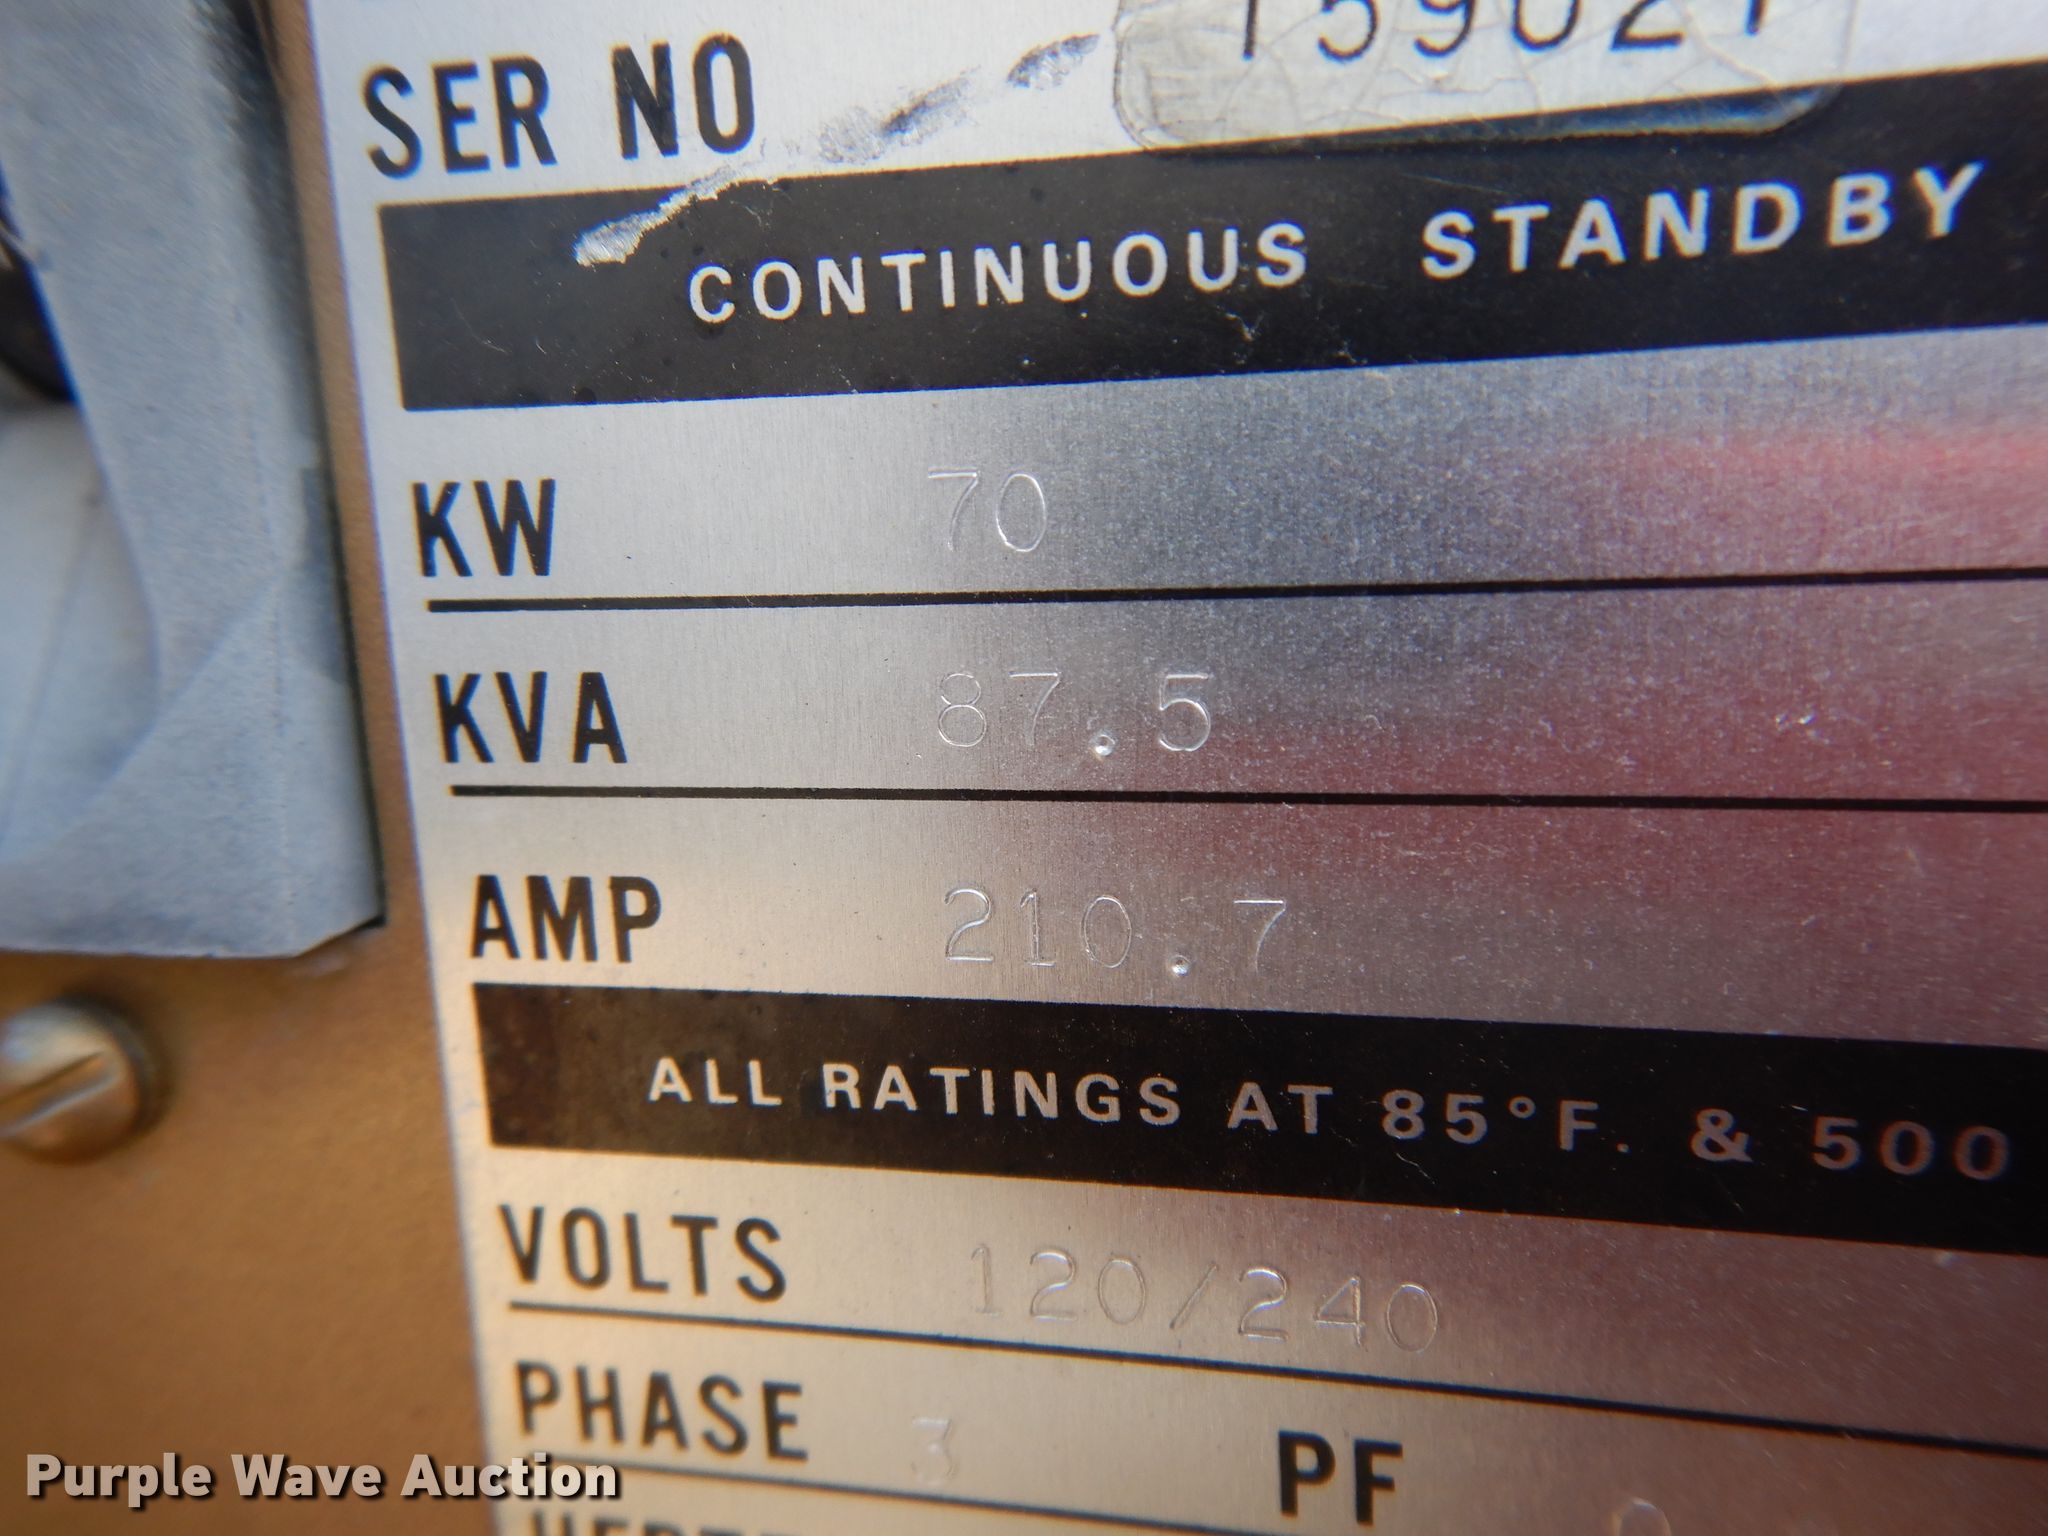 SER NO 159021
CONTINUOUS STANDBY
KW 70
KVA 87.5
AMP 210.7
ALL RATINGS AT 85°F. & 500
VOLTS 120/240
PHASE 3 PF
Purple Wave Auction